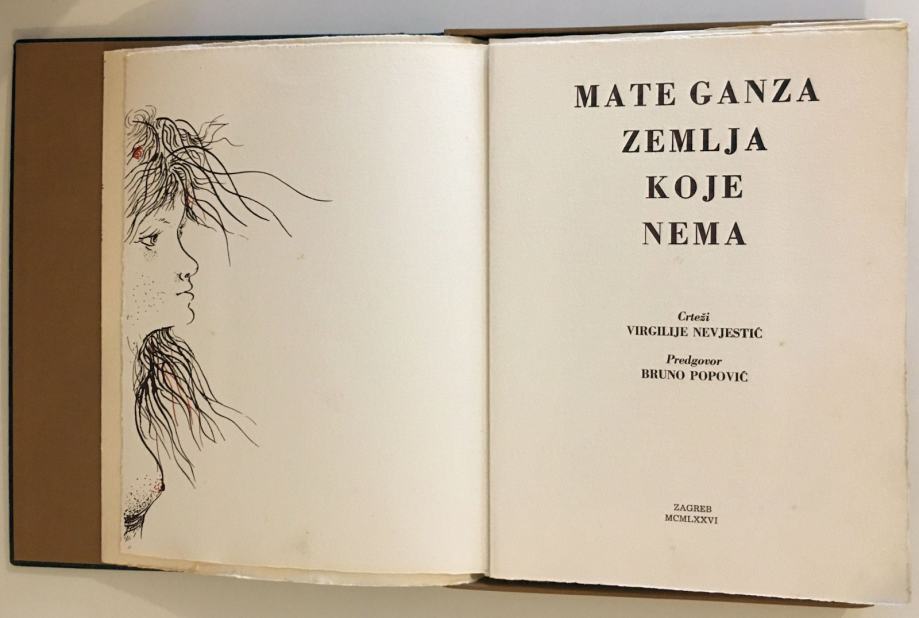 MATE GANZA
ZEMLJA
KOJE
NEMA
Crteži
VIRGILIJE NEVJESTIĆ
Predgovor
BRUNO POPOVIĆ
ZAGREB
MCMLXXVI